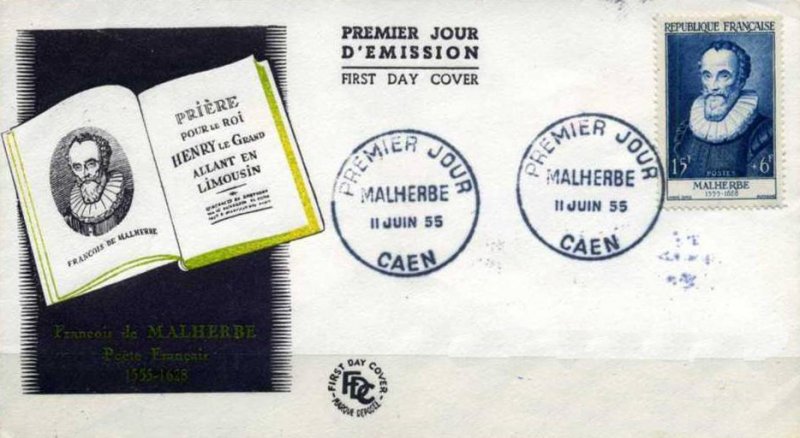 PREMIER JOUR
D'EMISSION
FIRST DAY COVER
REPUBLIQUE FRANÇAISE
15F
+6F
POSTES
MALHERBE
1555-1628
PREMIER JOUR
MALHERBE
11 JUIN 55
CAEN
PREMIER JOUR
MALHERBE
11 JUIN 55
CAEN
PRIÈRE
POUR LE ROI
HENRY LE GRAND
ALLANT EN
LIMOUSIN
FRANÇOIS DE MALHERBE
François de MALHERBE
Poète Français
1555-1628
FIRST DAY COVER
FDC
MARQUE DEPOSÉE